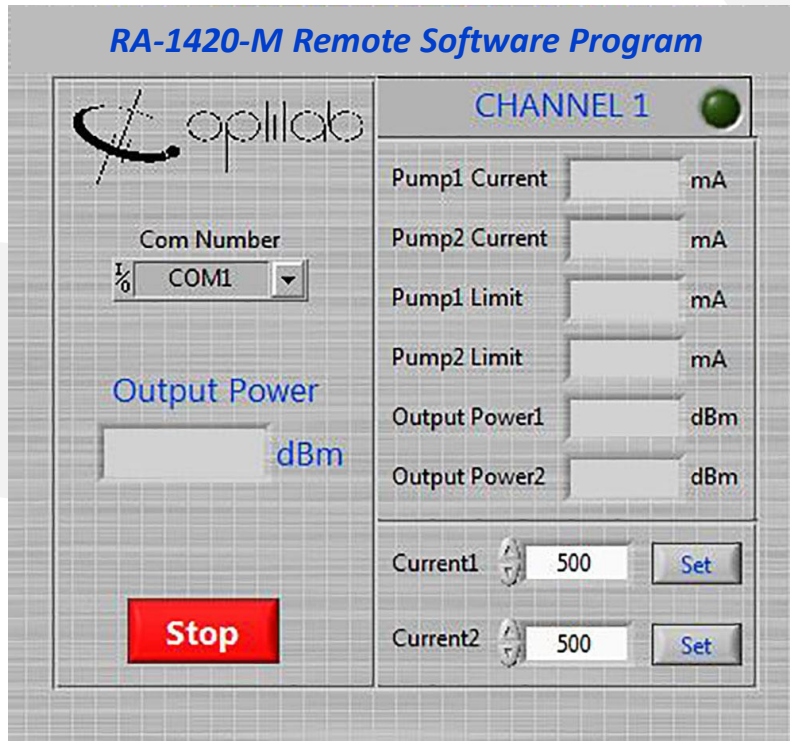 RA-1420-M Remote Software Program
oplilab
CHANNEL 1
Com Number
I/O COM1
Output Power
dBm
Stop
Pump1 Current mA
Pump2 Current mA
Pump1 Limit mA
Pump2 Limit mA
Output Power1 dBm
Output Power2 dBm
Current1 500 Set
Current2 500 Set